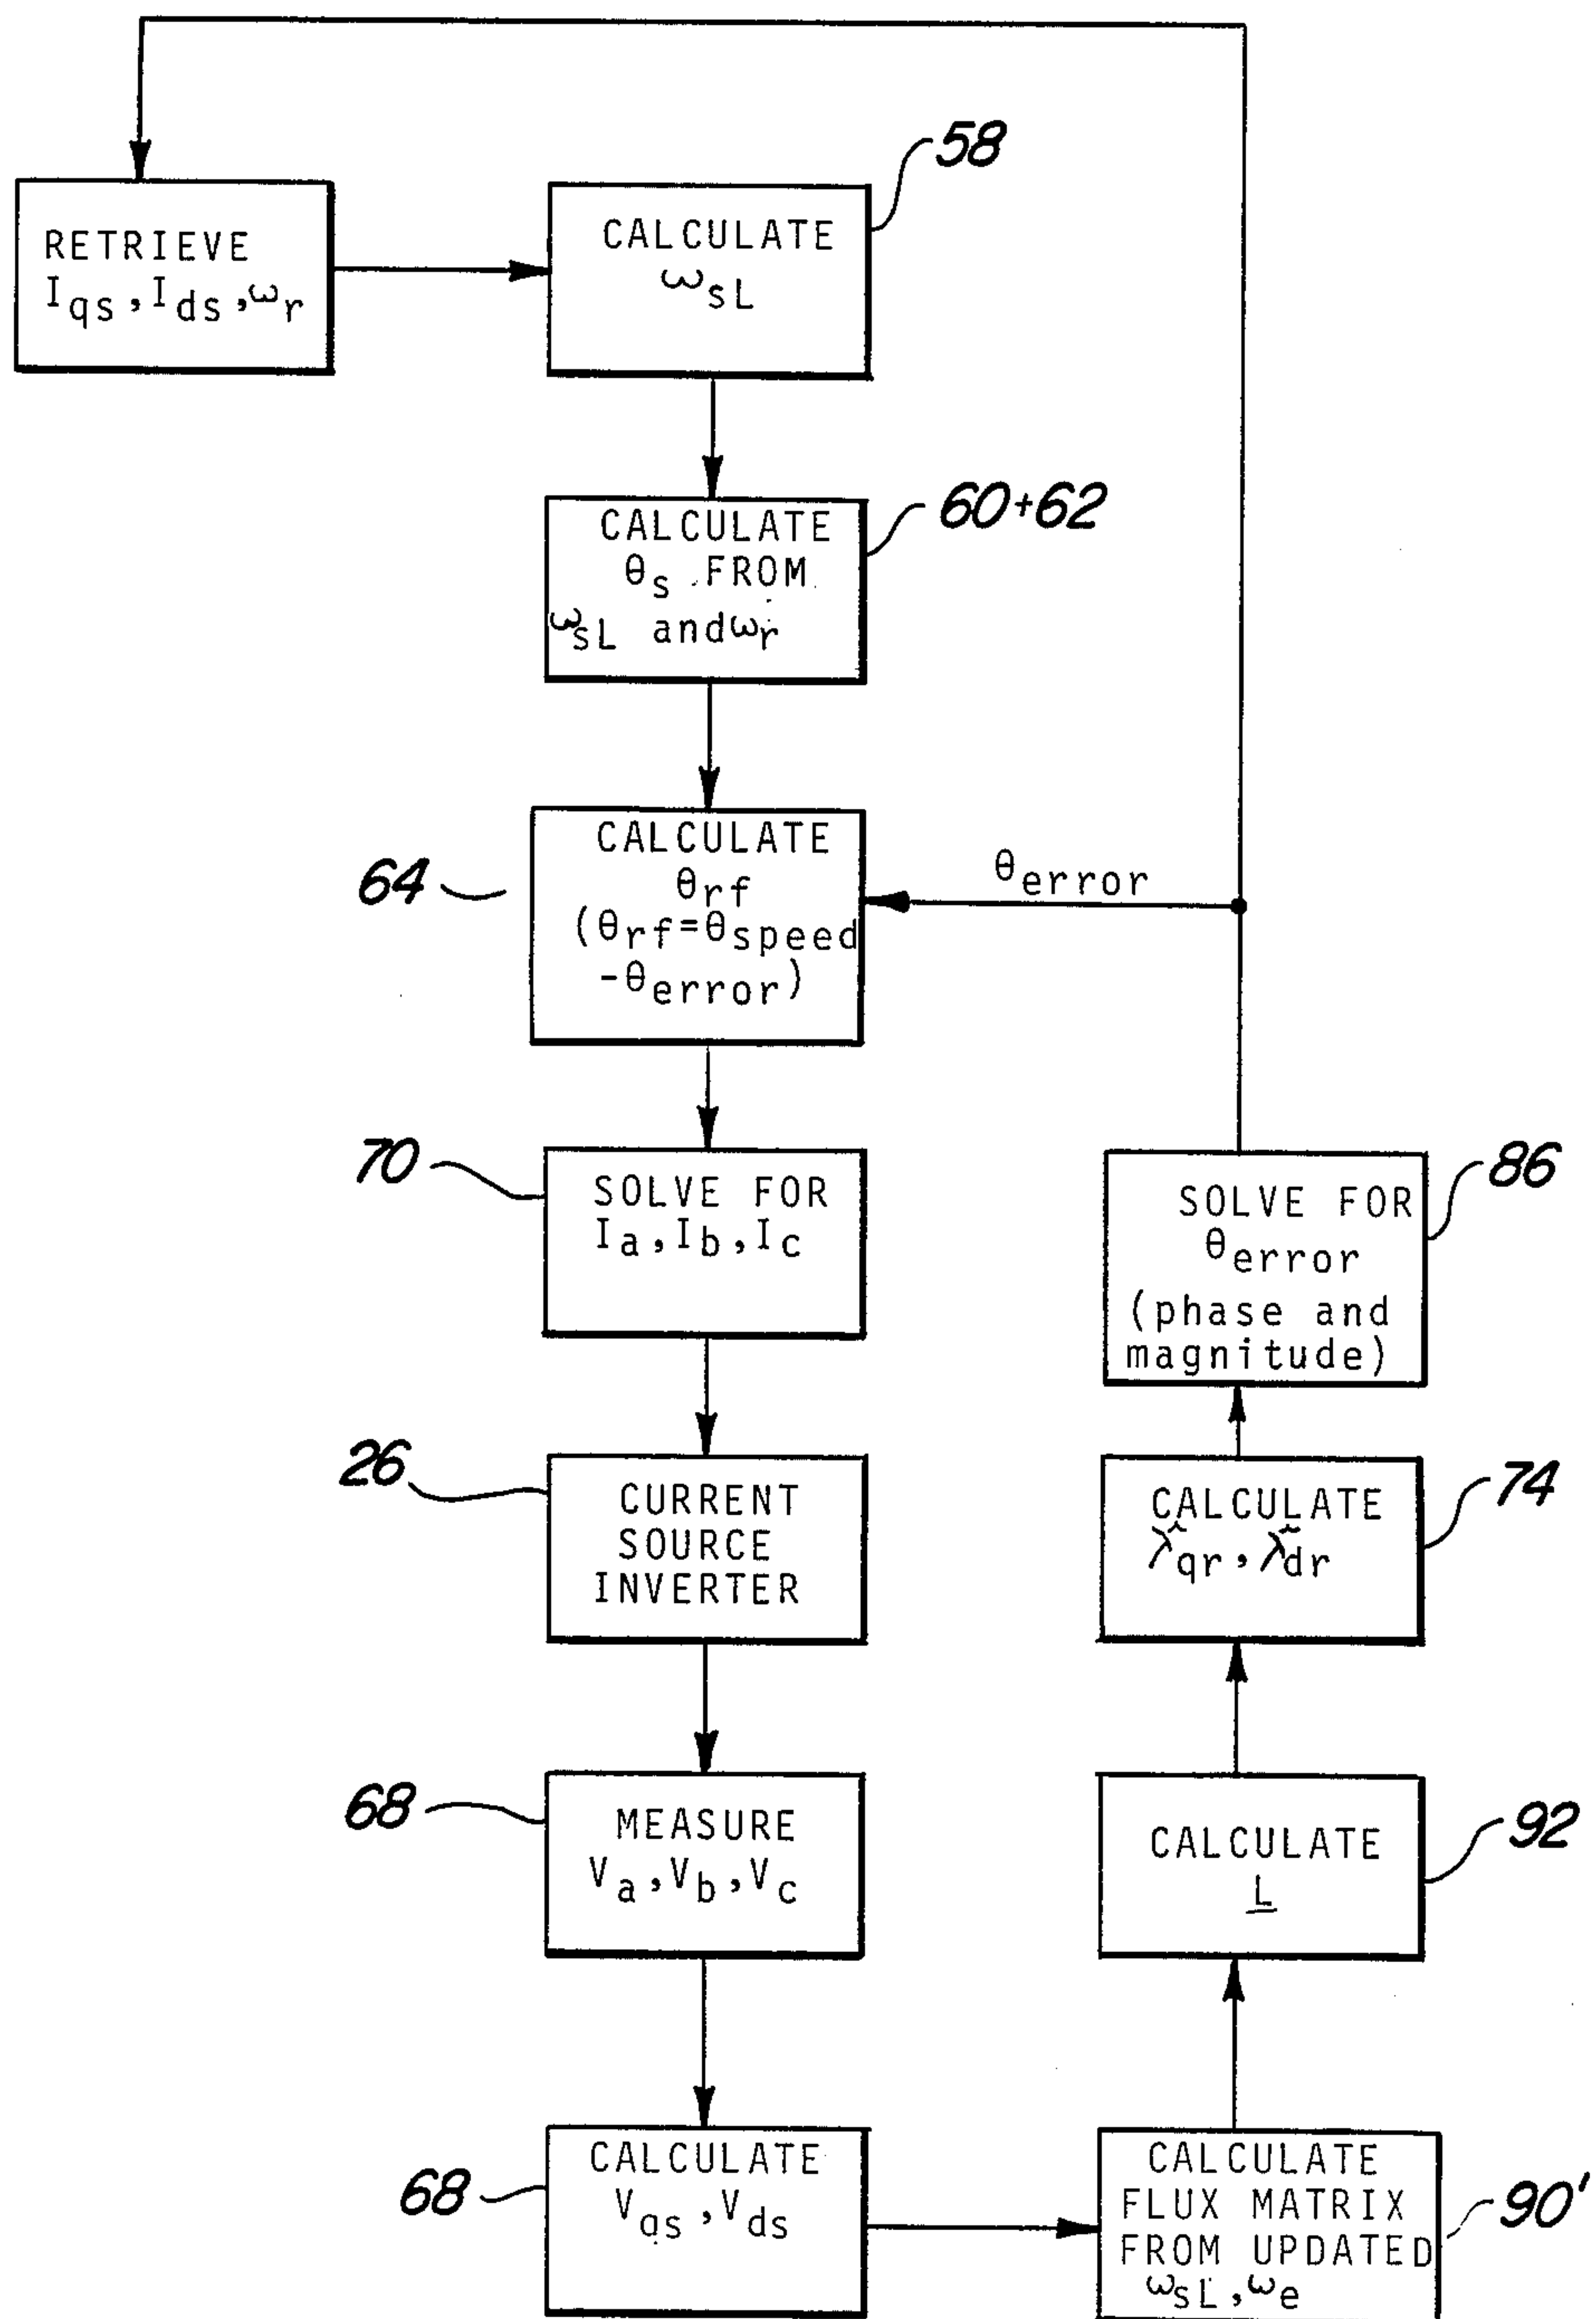 RETRIEVE
Iqs, Ids, ωr
58
CALCULATE
ωsL
60+62
CALCULATE
θs FROM
ωsL and ωr
64
CALCULATE
θrf
(θrf=θspeed
-θerror)
θerror
70
SOLVE FOR
Ia, Ib, Ic
86
SOLVE FOR
θerror
(phase and
magnitude)
26
CURRENT
SOURCE
INVERTER
74
CALCULATE
λ̂qr, λ̂dr
68
MEASURE
Va, Vb, Vc
92
CALCULATE
L
68
CALCULATE
Vqs, Vds
90'
CALCULATE
FLUX MATRIX
FROM UPDATED
ωsL, ωe